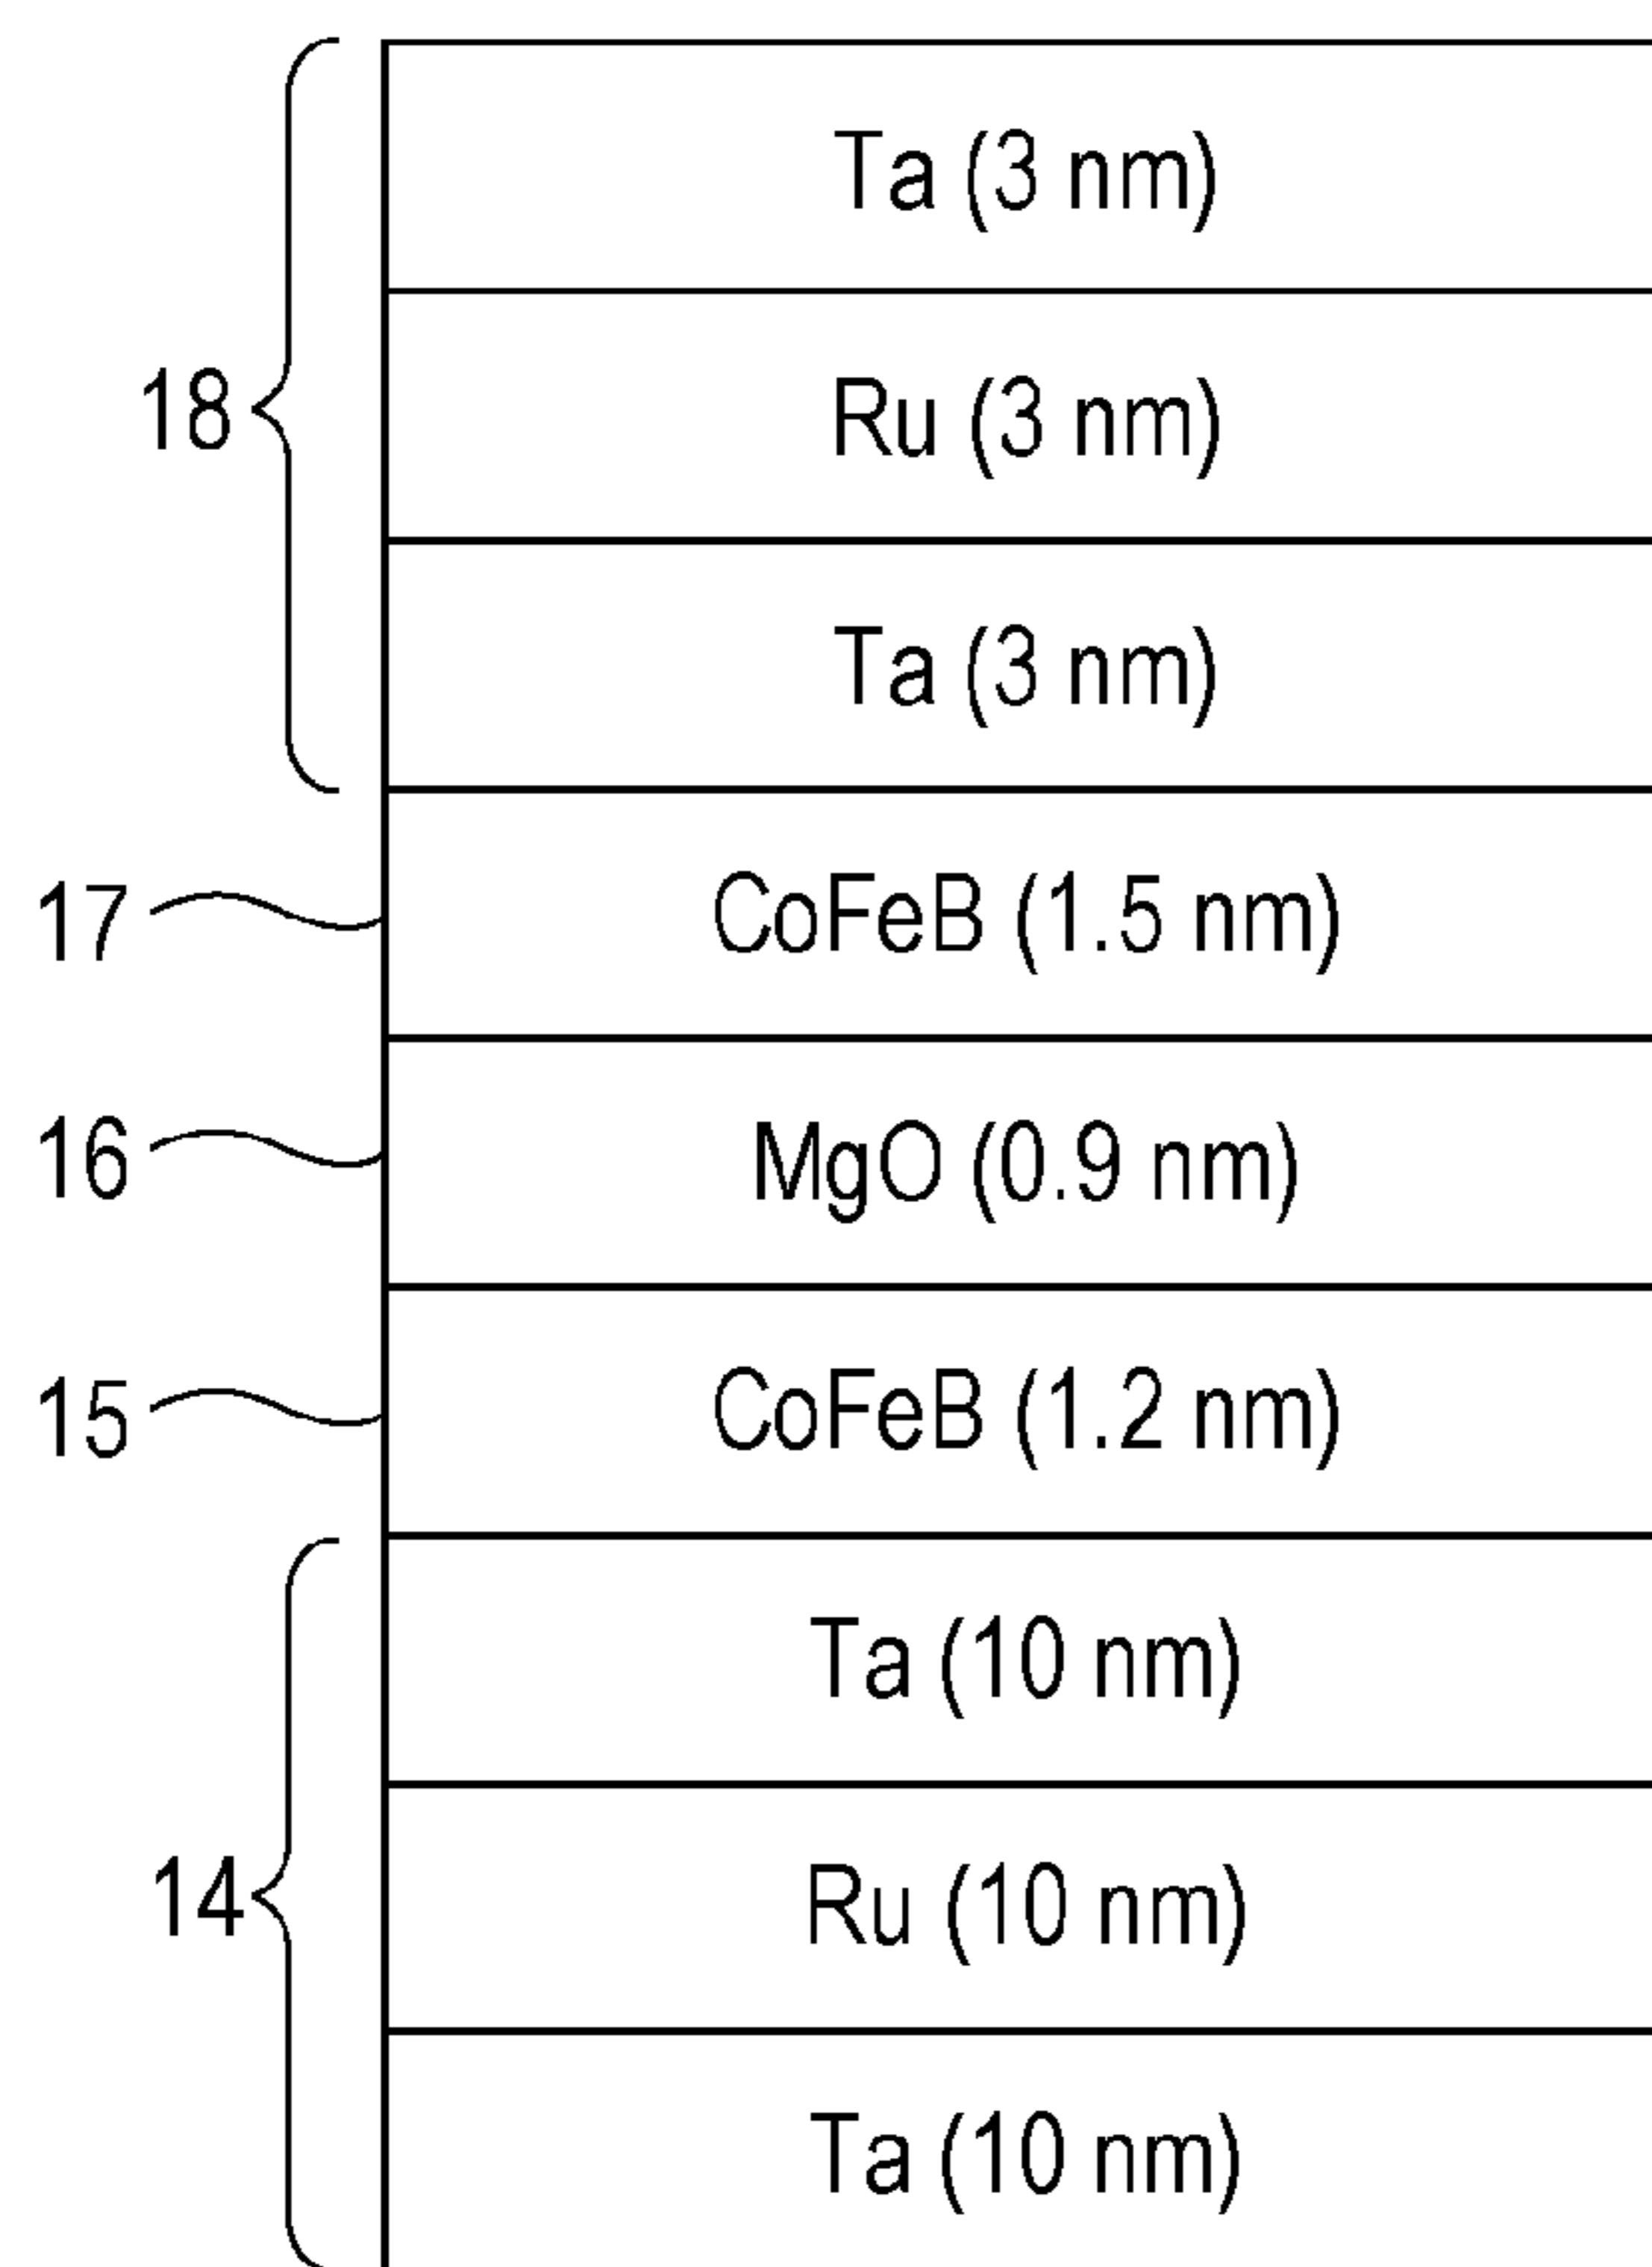 Ta (3 nm)
18
Ru (3 nm)
Ta (3 nm)
17
CoFeB (1.5 nm)
16
MgO (0.9 nm)
15
CoFeB (1.2 nm)
Ta (10 nm)
14
Ru (10 nm)
Ta (10 nm)